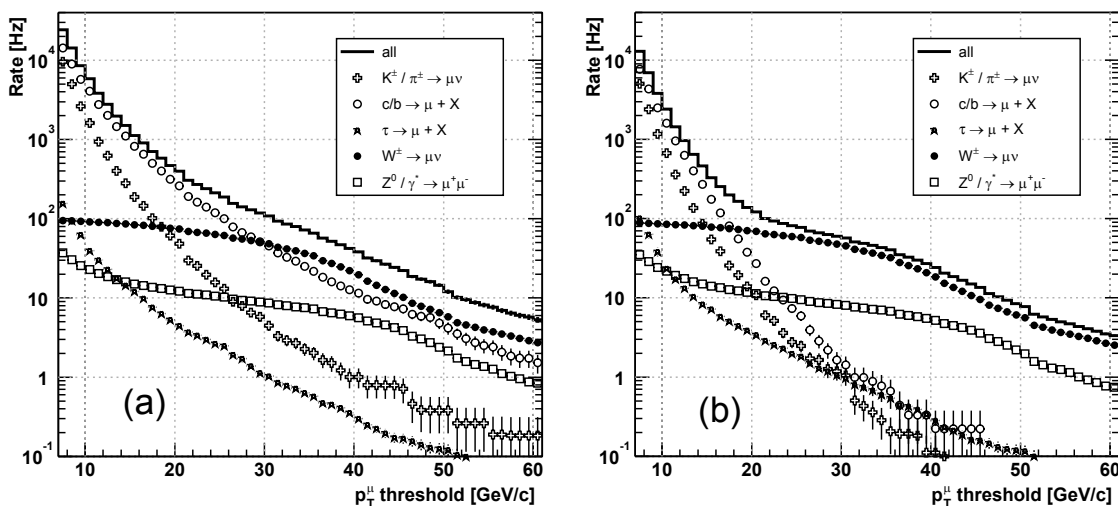 Rate [Hz]
10⁴
10³
10²
10
1
10⁻¹
all
K± / π± → μν
c/b → μ + X
τ → μ + X
W± → μν
Z⁰ / γ* → μ⁺μ⁻
(a)
10 20 30 40 50 60
p_T^μ threshold [GeV/c]
Rate [Hz]
10⁴
10³
10²
10
1
10⁻¹
all
K± / π± → μν
c/b → μ + X
τ → μ + X
W± → μν
Z⁰ / γ* → μ⁺μ⁻
(b)
10 20 30 40 50 60
p_T^μ threshold [GeV/c]